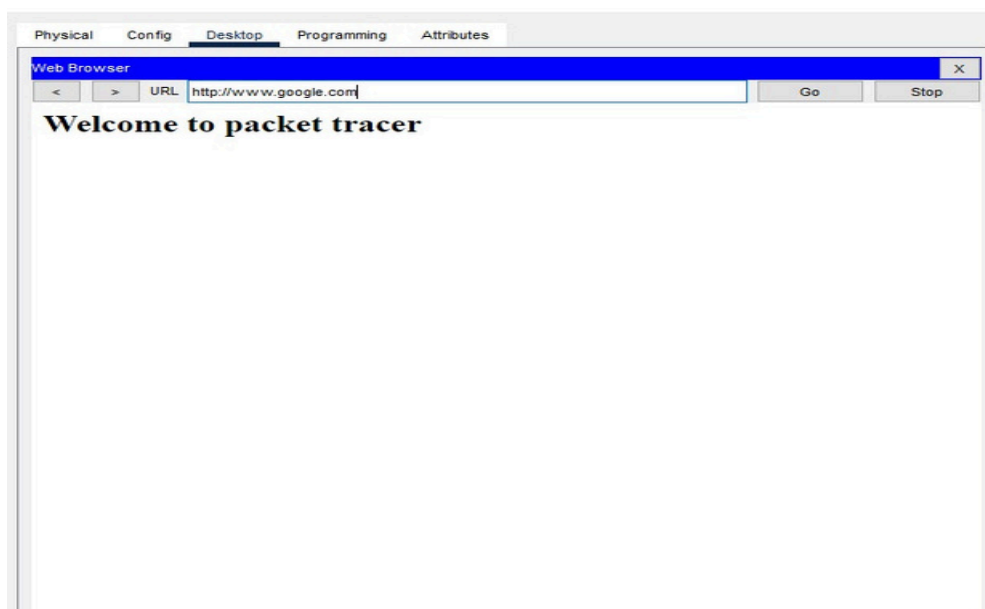 Physical Config Desktop Programming Attributes
Web Browser X
< > URL http://www.google.com Go Stop
Welcome to packet tracer